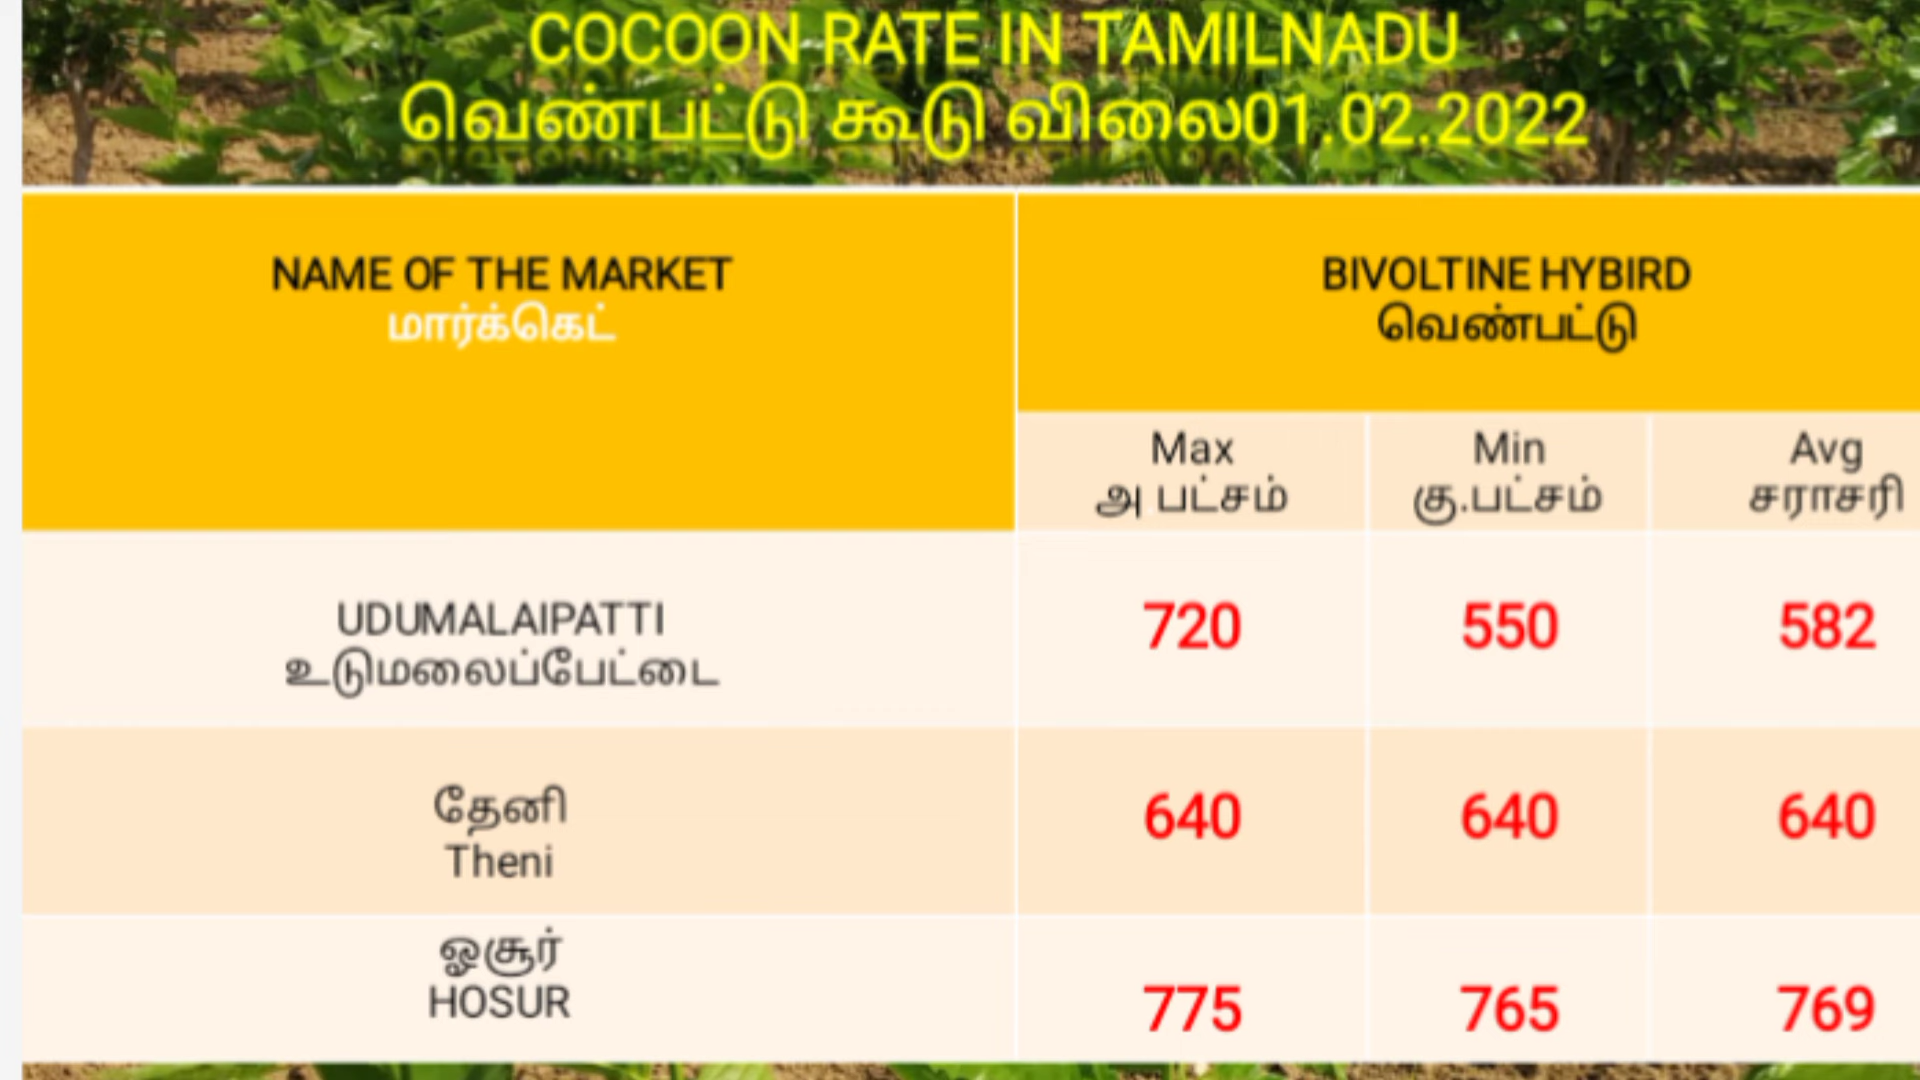 COCOON RATE IN TAMILNADU
வெண்பட்டு கூடு விலை01.02.2022
NAME OF THE MARKET
மார்க்கெட்
BIVOLTINE HYBIRD
வெண்பட்டு
Max Min Avg
அ பட்சம் கு.பட்சம் சராசரி
UDUMALAIPATTI
உடுமலைப்பேட்டை
720 550 582
தேனி
Theni
640 640 640
ஓசூர்
HOSUR
775 765 769